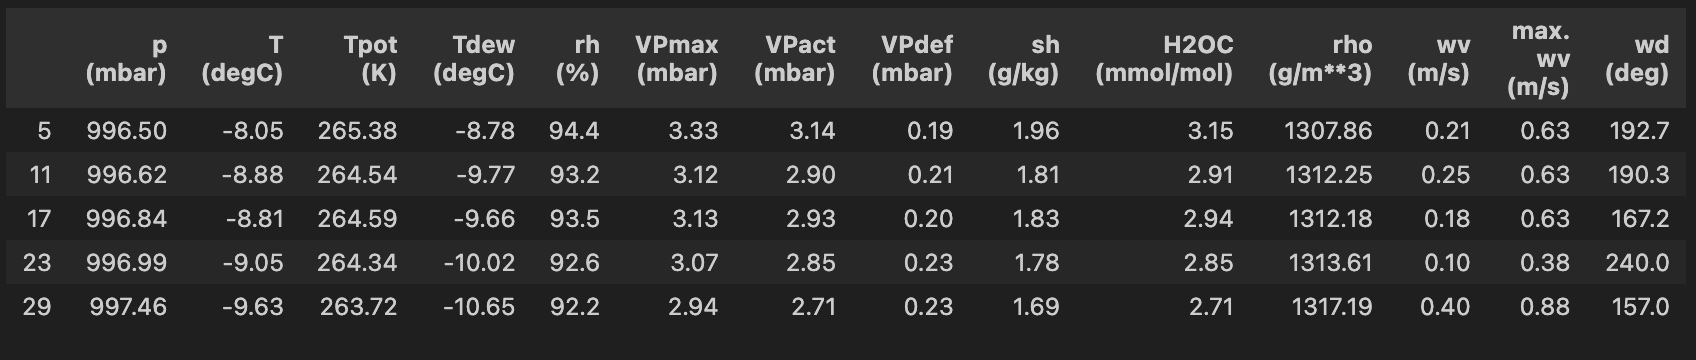 p (mbar) T (degC) Tpot (K) Tdew (degC) rh (%) VPmax (mbar) VPact (mbar) VPdef (mbar) sh (g/kg) H2OC (mmol/mol) rho (g/m**3) wv (m/s) max. wv (m/s) wd (deg)
5 996.50 -8.05 265.38 -8.78 94.4 3.33 3.14 0.19 1.96 3.15 1307.86 0.21 0.63 192.7
11 996.62 -8.88 264.54 -9.77 93.2 3.12 2.90 0.21 1.81 2.91 1312.25 0.25 0.63 190.3
17 996.84 -8.81 264.59 -9.66 93.5 3.13 2.93 0.20 1.83 2.94 1312.18 0.18 0.63 167.2
23 996.99 -9.05 264.34 -10.02 92.6 3.07 2.85 0.23 1.78 2.85 1313.61 0.10 0.38 240.0
29 997.46 -9.63 263.72 -10.65 92.2 2.94 2.71 0.23 1.69 2.71 1317.19 0.40 0.88 157.0